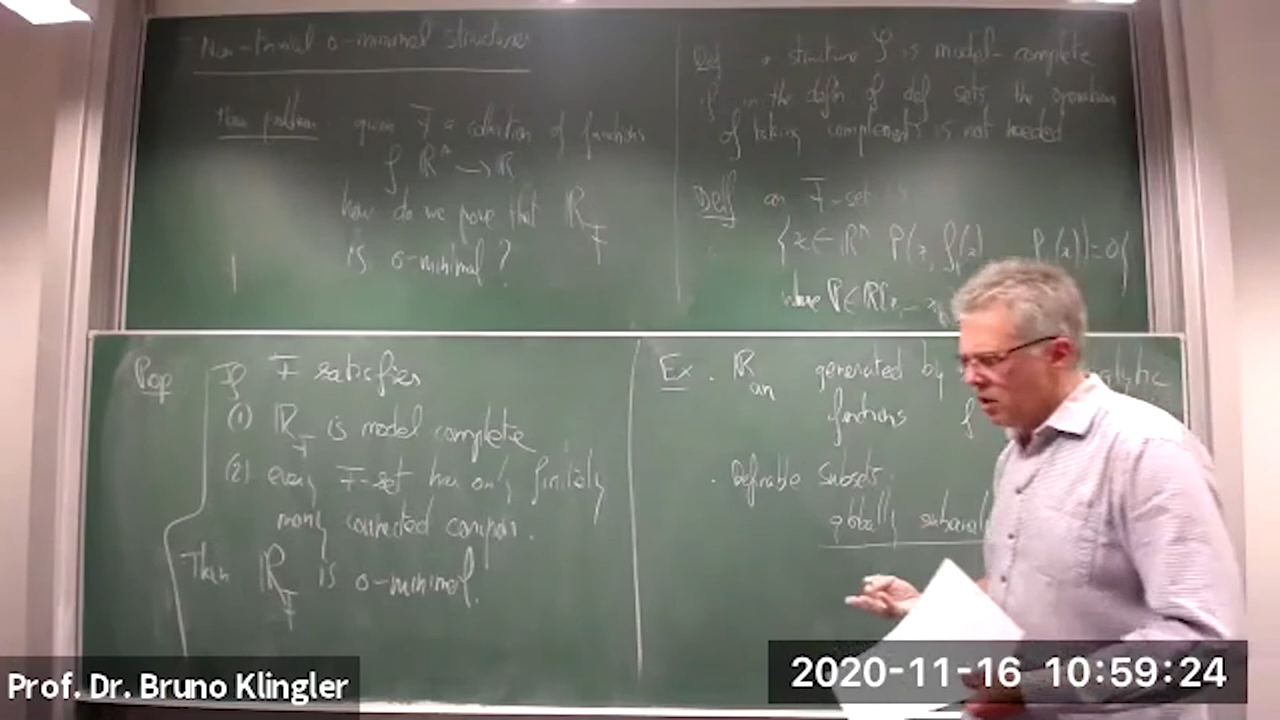 Non-trivial o-minimal structures
Main problem given F a collection of functions
f R^n → R
how do we prove that R_F
is o-minimal?
Def a structure S is model-complete
if in the defin of def sets the operation
of taking complements is not needed
Def an F-set is
{x ∈ R^n P(x, f_1(x) f_r(x))=0}
where P ∈ R[x_1 ...
Prop If F satisfies
(1) R_F is model complete
(2) every F-set has only finitely
many connected compon.
Then R_F is o-minimal.
Ex . R_an generated by analytic
functions f
. Definable subsets:
globally subanal
Prof. Dr. Bruno Klingler
2020-11-16 10:59:24